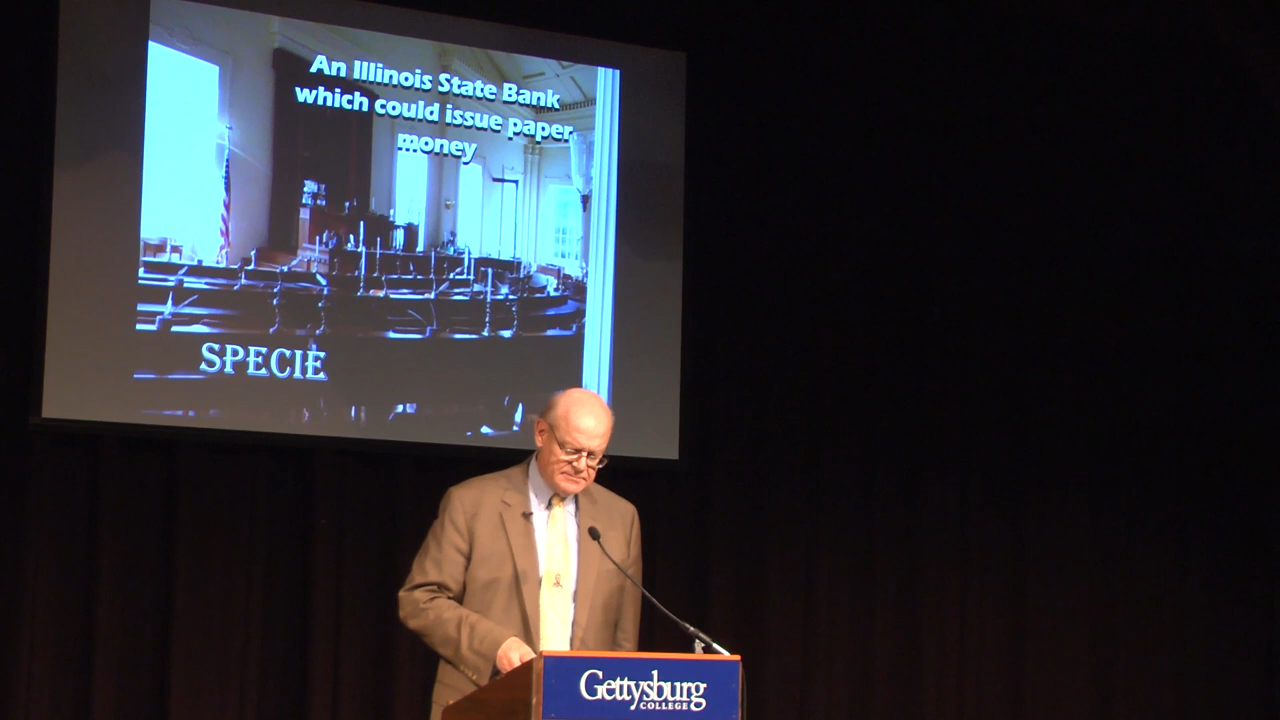 An Illinois State Bank
which could issue paper
money
SPECIE
Gettysburg
COLLEGE